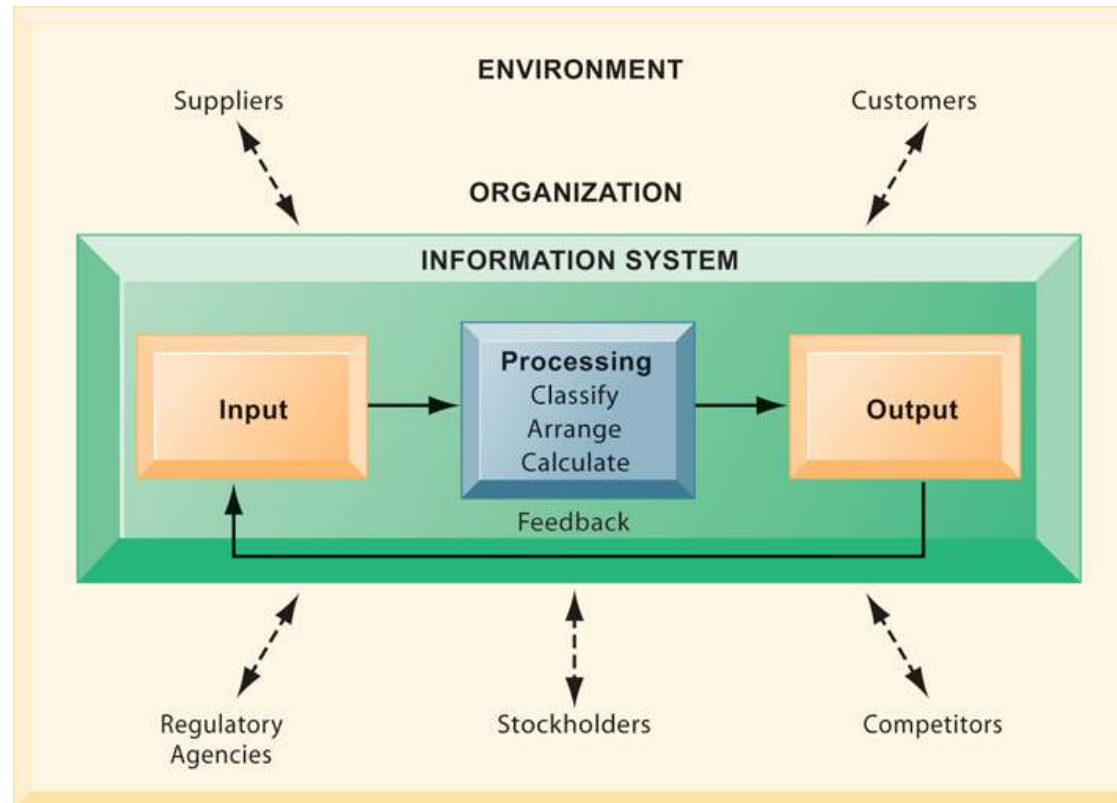 ENVIRONMENT
Suppliers
Customers
ORGANIZATION
INFORMATION SYSTEM
Input
Processing
Classify
Arrange
Calculate
Output
Feedback
Regulatory
Agencies
Stockholders
Competitors